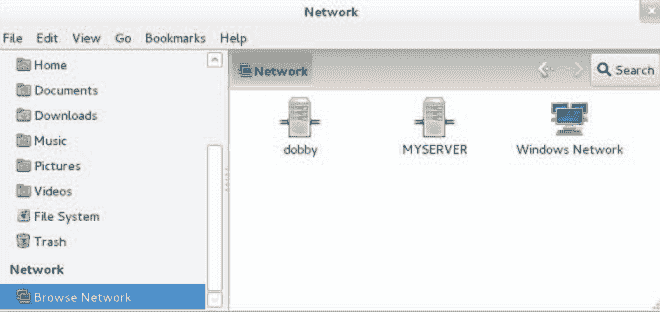 Network
File Edit View Go Bookmarks Help
Home
Documents
Downloads
Music
Pictures
Videos
File System
Trash
Network
Browse Network
Network
Search
dobby
MYSERVER
Windows Network